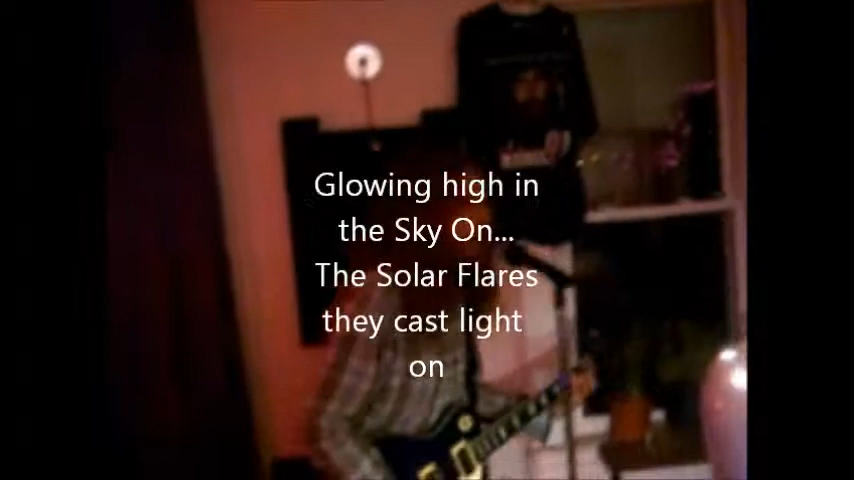 Glowing high in
the Sky On...
The Solar Flares
they cast light
on